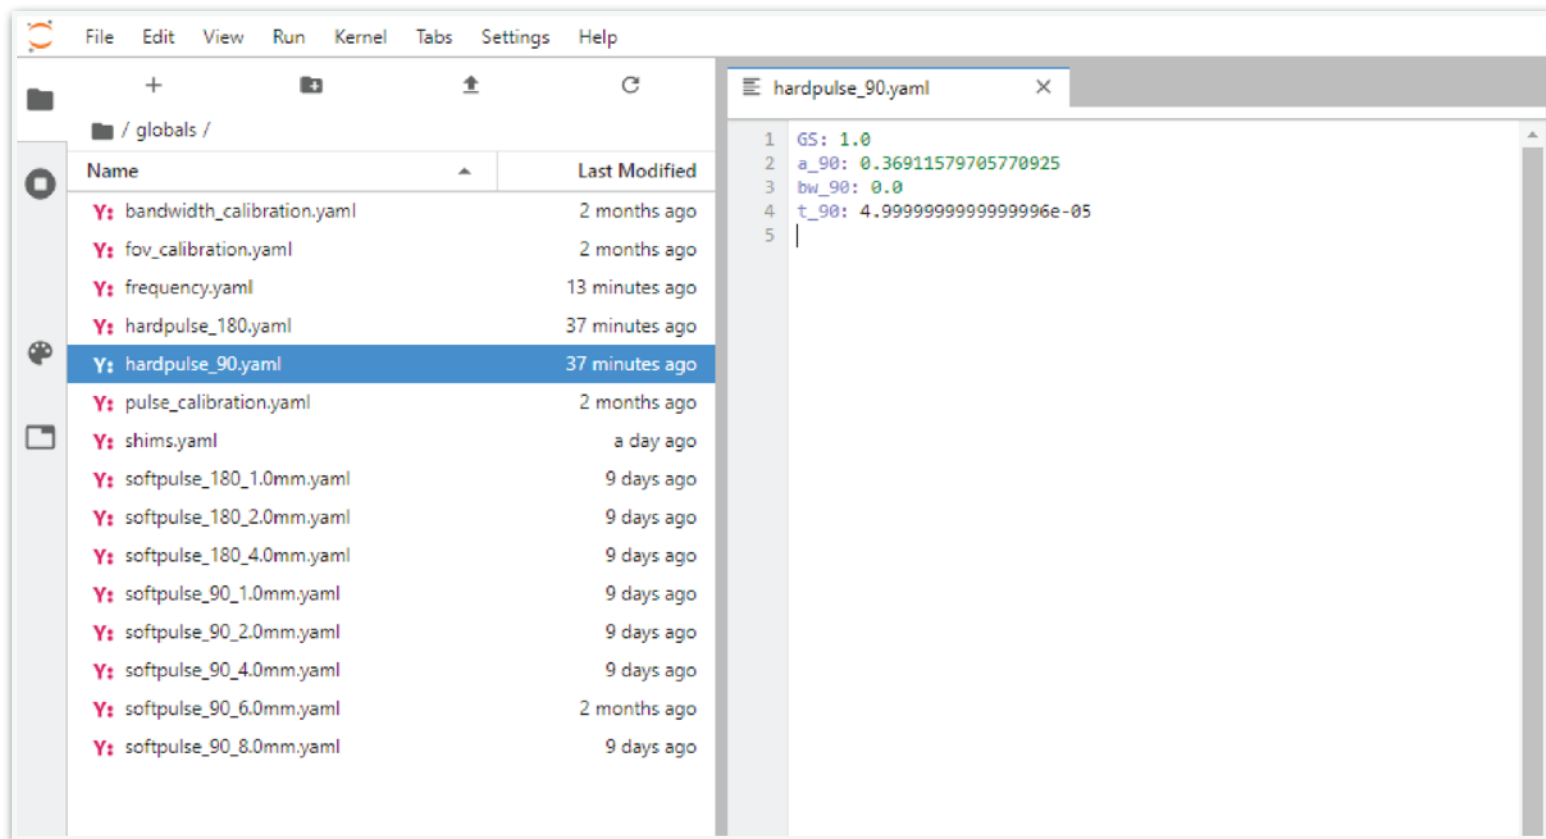 File Edit View Run Kernel Tabs Settings Help
/ globals /
Name Last Modified
Y: bandwidth_calibration.yaml 2 months ago
Y: fov_calibration.yaml 2 months ago
Y: frequency.yaml 13 minutes ago
Y: hardpulse_180.yaml 37 minutes ago
Y: hardpulse_90.yaml 37 minutes ago
Y: pulse_calibration.yaml 2 months ago
Y: shims.yaml a day ago
Y: softpulse_180_1.0mm.yaml 9 days ago
Y: softpulse_180_2.0mm.yaml 9 days ago
Y: softpulse_180_4.0mm.yaml 9 days ago
Y: softpulse_90_1.0mm.yaml 9 days ago
Y: softpulse_90_2.0mm.yaml 9 days ago
Y: softpulse_90_4.0mm.yaml 9 days ago
Y: softpulse_90_6.0mm.yaml 2 months ago
Y: softpulse_90_8.0mm.yaml 9 days ago
hardpulse_90.yaml
1 GS: 1.0
2 a_90: 0.36911579705770925
3 bw_90: 0.0
4 t_90: 4.9999999999999996e-05
5